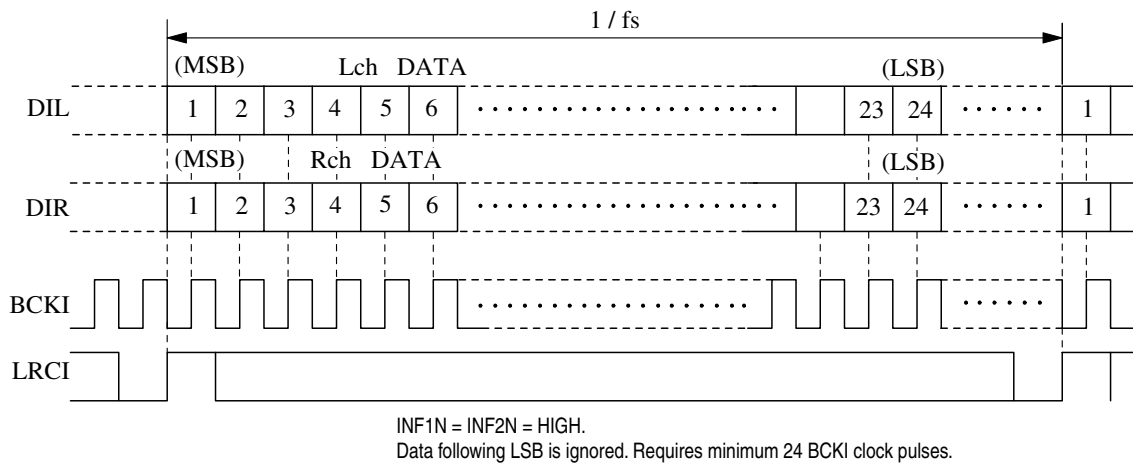 1 / fs
(MSB) Lch DATA (LSB)
DIL 1 2 3 4 5 6 23 24 1
(MSB) Rch DATA (LSB)
DIR 1 2 3 4 5 6 23 24 1
BCKI
LRCI
INF1N = INF2N = HIGH.
Data following LSB is ignored. Requires minimum 24 BCKI clock pulses.